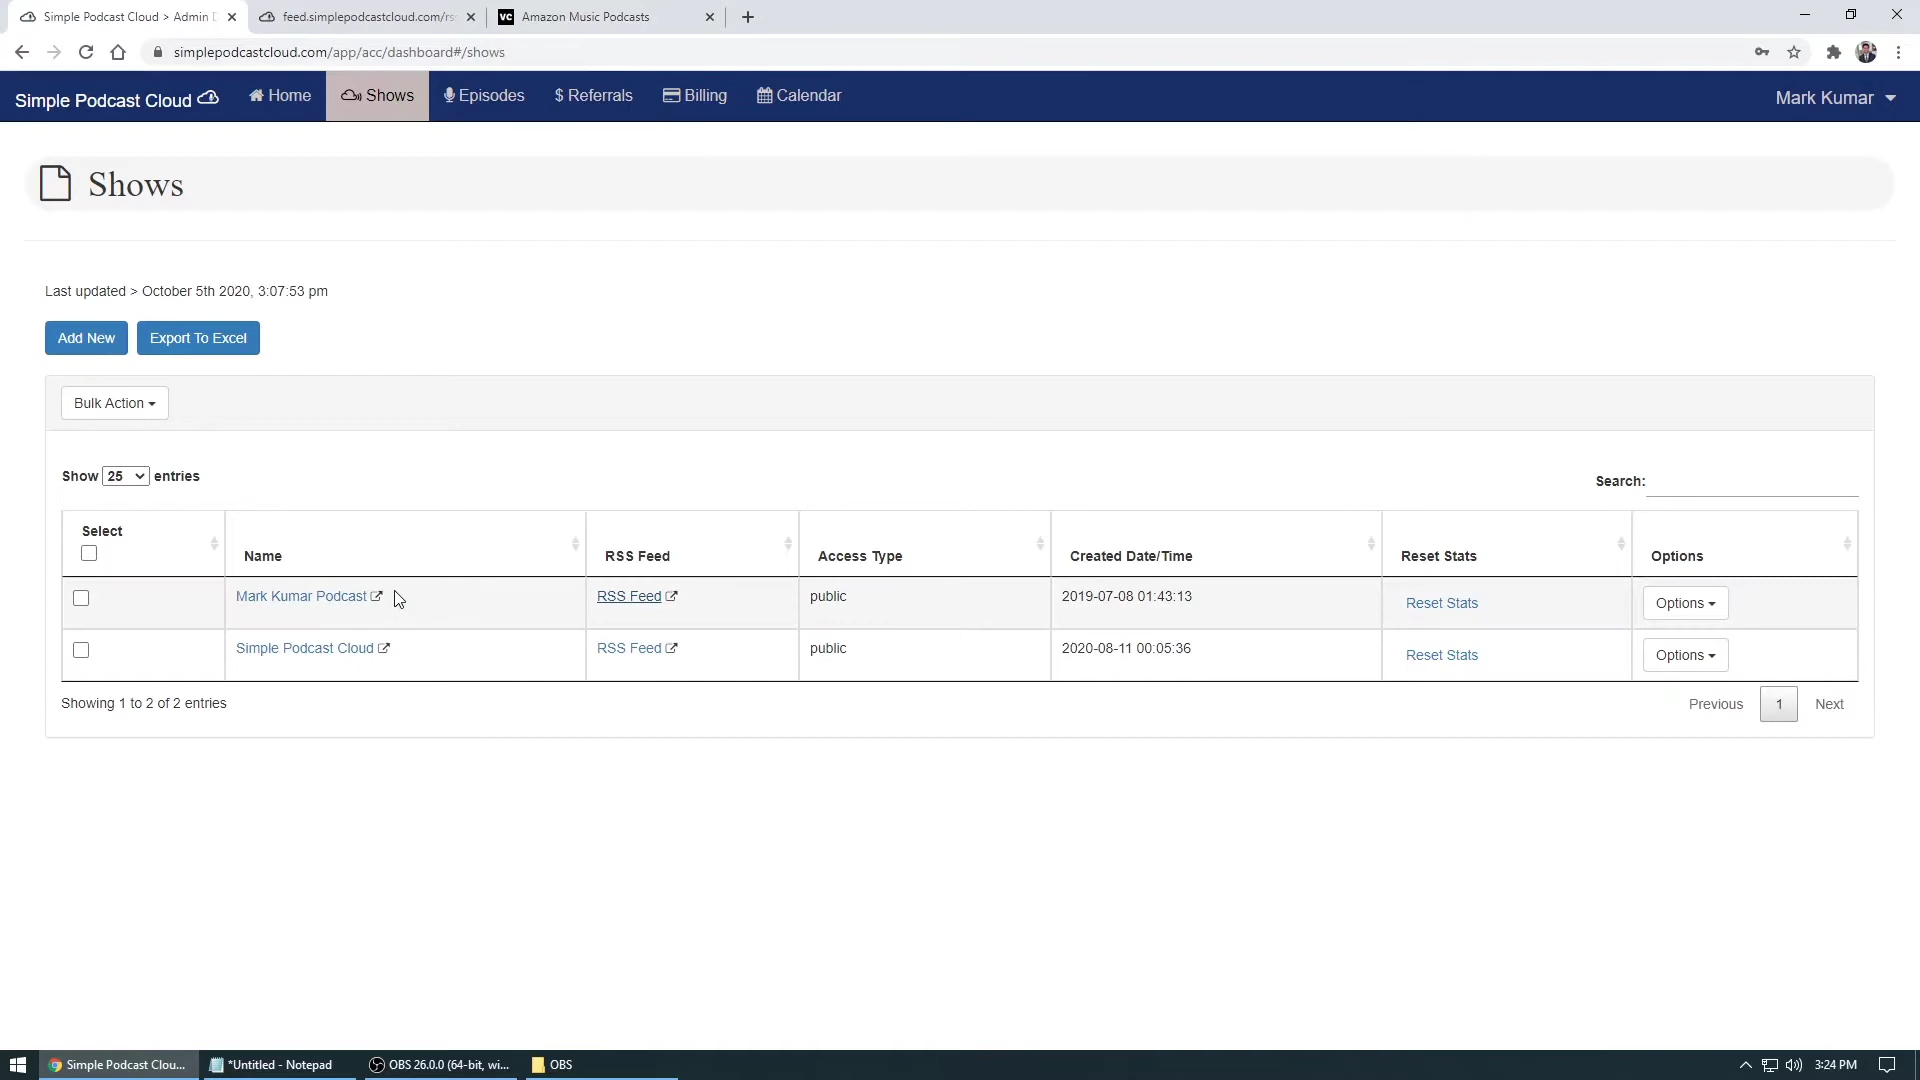 Simple Podcast Cloud > Admin D
feed.simplepodcastcloud.com/rss
VC Amazon Music Podcasts
simplepodcastcloud.com/app/acc/dashboard#/shows
Simple Podcast Cloud Home Shows Episodes $ Referrals Billing Calendar Mark Kumar
Shows
Last updated > October 5th 2020, 3:07:53 pm
Add New Export To Excel
Bulk Action
Show 25 entries
Search:
Select Name RSS Feed Access Type Created Date/Time Reset Stats Options
Mark Kumar Podcast RSS Feed public 2019-07-08 01:43:13 Reset Stats Options
Simple Podcast Cloud RSS Feed public 2020-08-11 00:05:36 Reset Stats Options
Showing 1 to 2 of 2 entries
Previous 1 Next
Simple Podcast Clou... *Untitled - Notepad OBS 26.0.0 (64-bit, wi... OBS 3:24 PM